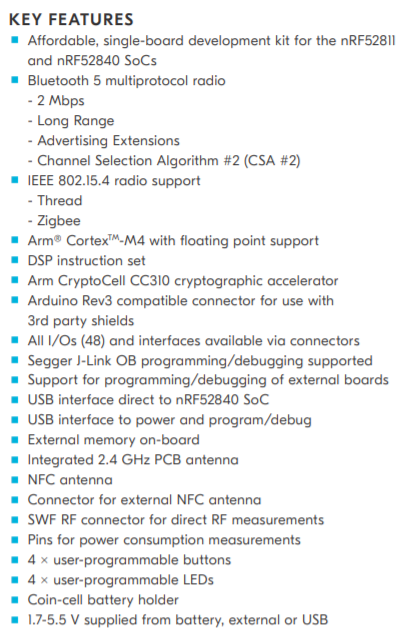 KEY FEATURES
Affordable, single-board development kit for the nRF52811
and nRF52840 SoCs
Bluetooth 5 multiprotocol radio
- 2 Mbps
- Long Range
- Advertising Extensions
- Channel Selection Algorithm #2 (CSA #2)
IEEE 802.15.4 radio support
- Thread
- Zigbee
Arm® Cortex™-M4 with floating point support
DSP instruction set
Arm CryptoCell CC310 cryptographic accelerator
Arduino Rev3 compatible connector for use with
3rd party shields
All I/Os (48) and interfaces available via connectors
Segger J-Link OB programming/debugging supported
Support for programming/debugging of external boards
USB interface direct to nRF52840 SoC
USB interface to power and program/debug
External memory on-board
Integrated 2.4 GHz PCB antenna
NFC antenna
Connector for external NFC antenna
SWF RF connector for direct RF measurements
Pins for power consumption measurements
4 × user-programmable buttons
4 × user-programmable LEDs
Coin-cell battery holder
1.7-5.5 V supplied from battery, external or USB